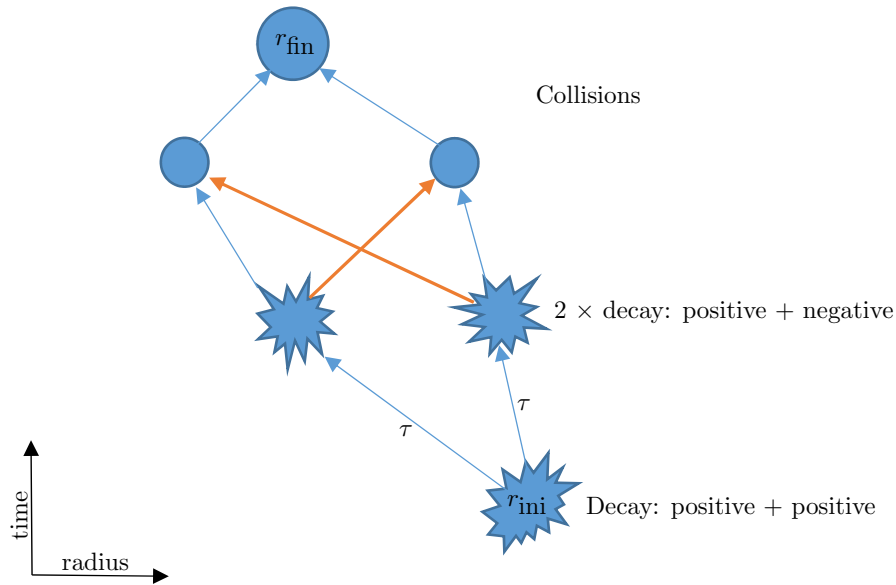 r_fin
Collisions
2 × decay: positive + negative
τ
τ
r_ini
Decay: positive + positive
time
radius